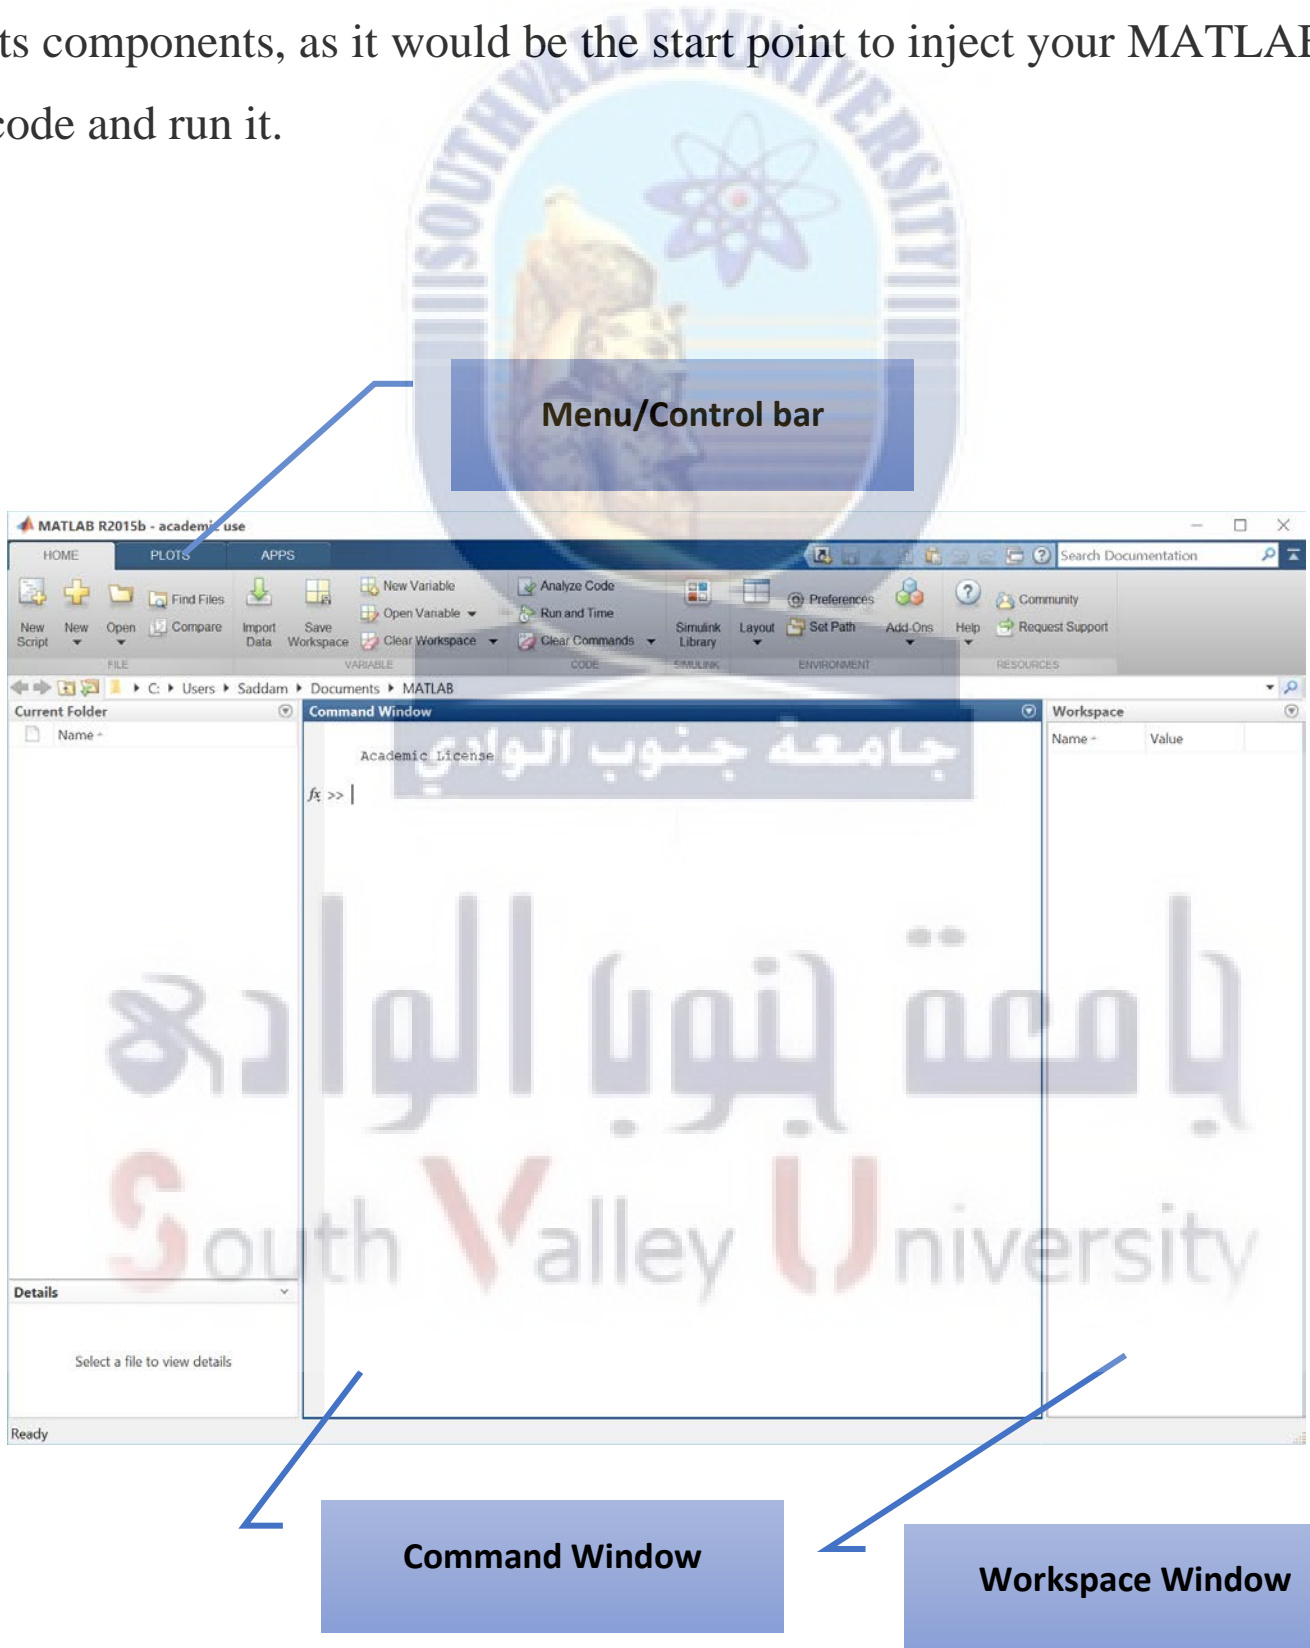 ts components, as it would be the start point to inject your MATLAB
code and run it.
SOUTH VALLEY UNIVERSITY
Menu/Control bar
MATLAB R2015b - academic use
HOME PLOTS APPS Search Documentation
New Script New Open Find Files Compare Import Data Save Workspace New Variable Open Variable Clear Workspace Analyze Code Run and Time Clear Commands Simulink Library Layout Preferences Set Path Add-Ons Help Community Request Support
FILE VARIABLE CODE SIMULINK ENVIRONMENT RESOURCES
C: Users Saddam Documents MATLAB
Current Folder Command Window Workspace
Name Name Value
جامعة جنوب الوادي
Academic License
fx >>
جامعة جنوب الوادى
South Valley University
Details
Select a file to view details
Ready
Command Window
Workspace Window